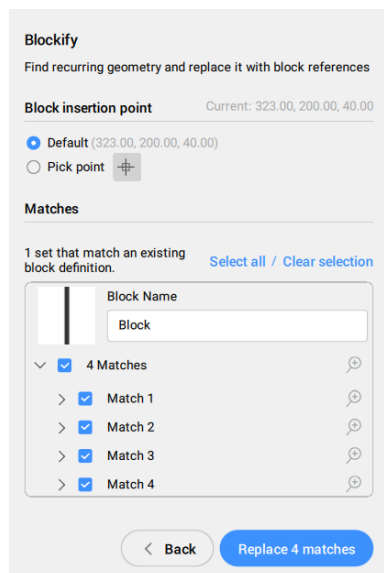 Blockify
Find recurring geometry and replace it with block references
Block insertion point Current: 323.00, 200.00, 40.00
Default (323.00, 200.00, 40.00)
Pick point
Matches
1 set that match an existing
block definition.
Select all / Clear selection
Block Name
Block
4 Matches
Match 1
Match 2
Match 3
Match 4
Back
Replace 4 matches